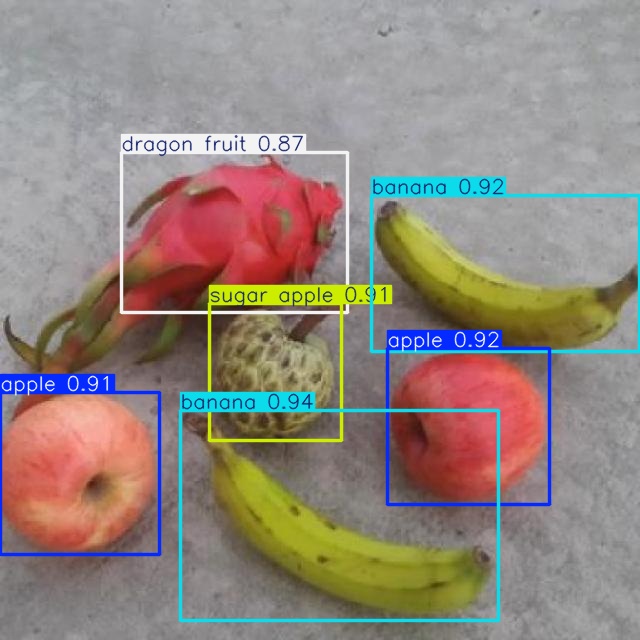 dragon fruit 0.87
banana 0.92
sugar apple 0.91
apple 0.92
apple 0.91
banana 0.94